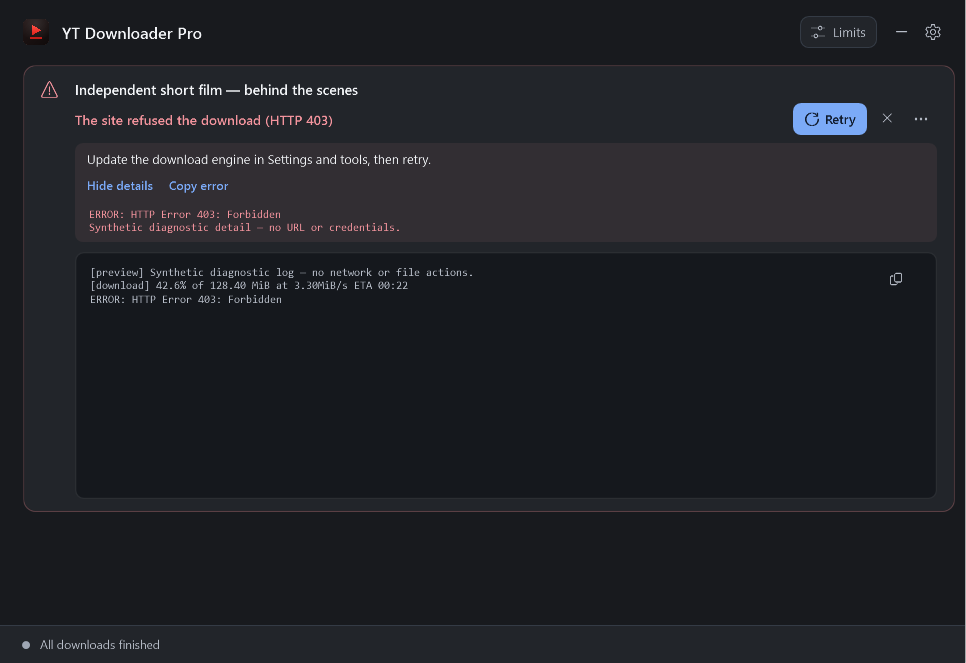 YT Downloader Pro
Limits
Independent short film — behind the scenes
The site refused the download (HTTP 403)
Retry
Update the download engine in Settings and tools, then retry.
Hide details Copy error
ERROR: HTTP Error 403: Forbidden
Synthetic diagnostic detail — no URL or credentials.
[preview] Synthetic diagnostic log — no network or file actions.
[download] 42.6% of 128.40 MiB at 3.30MiB/s ETA 00:22
ERROR: HTTP Error 403: Forbidden
All downloads finished